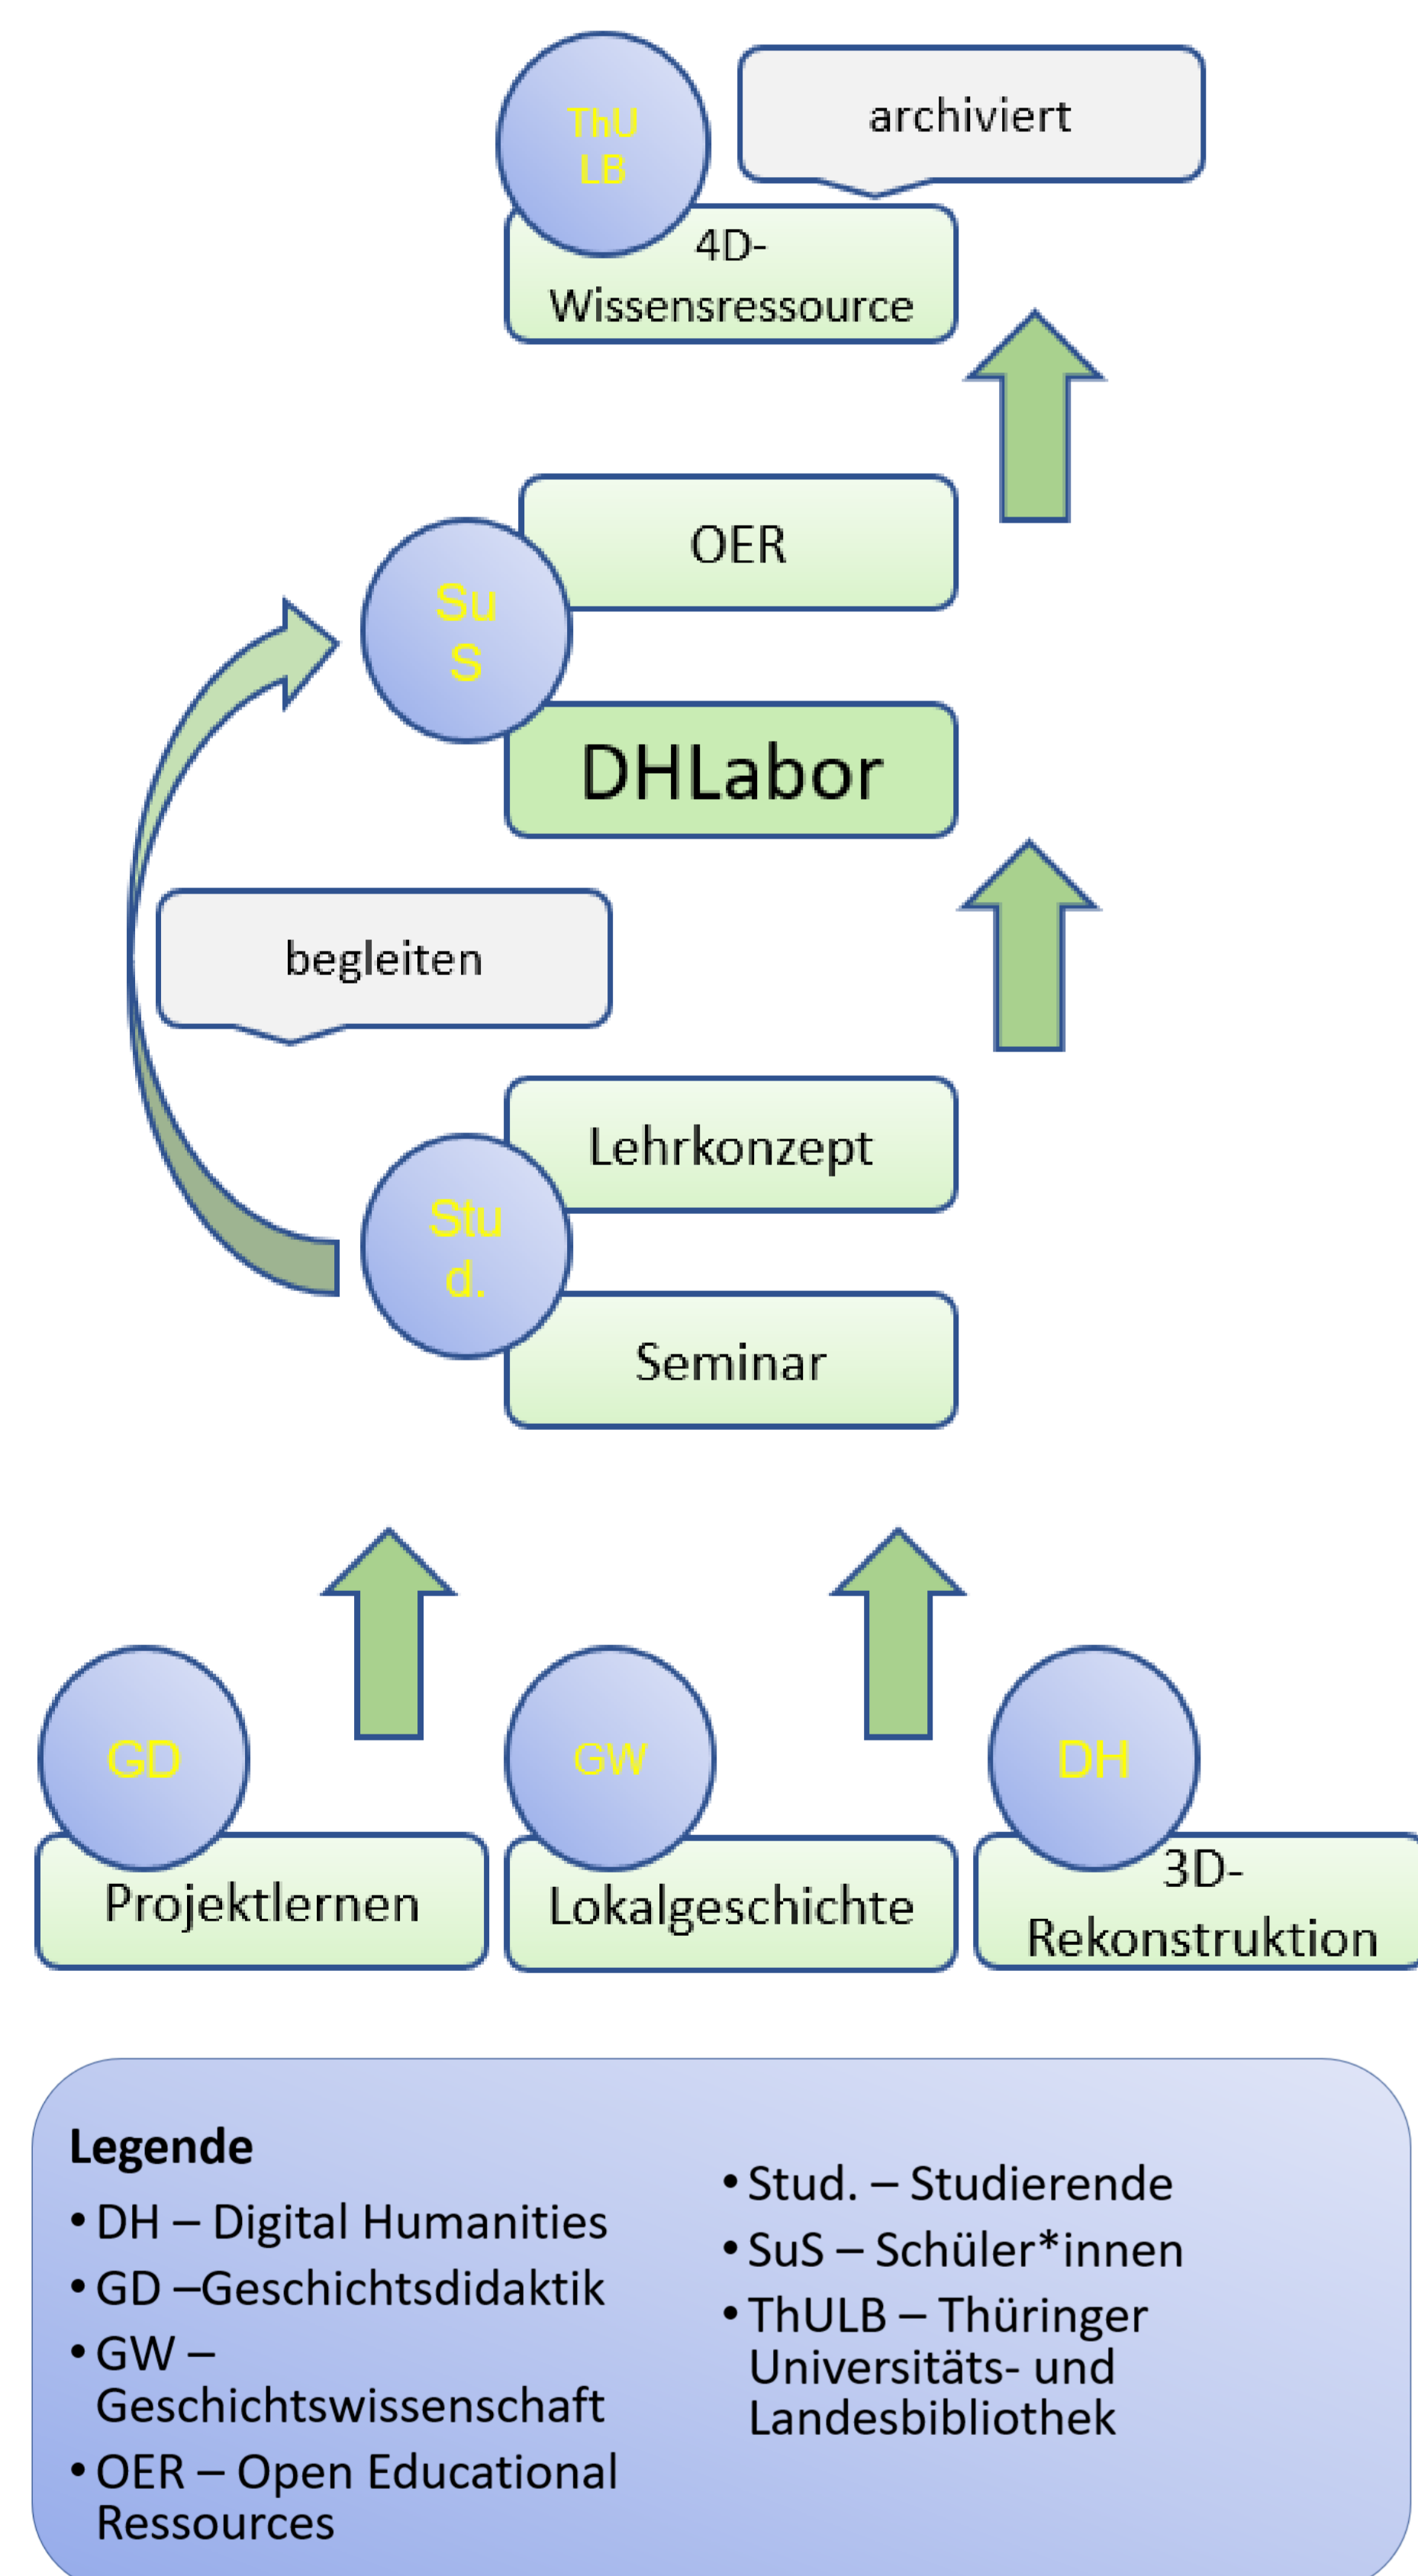 ThU
LB
archiviert
4D-
Wissensressource
OER
Su
S
DHLabor
begleiten
Lehrkonzept
Stu
d.
Seminar
GD
GW
DH
Projektlernen
Lokalgeschichte
3D-
Rekonstruktion
Legende
• DH – Digital Humanities
• GD –Geschichtsdidaktik
• GW –
Geschichtswissenschaft
• OER – Open Educational
Ressources
• Stud. – Studierende
• SuS – Schüler*innen
• ThULB – Thüringer
Universitäts- und
Landesbibliothek